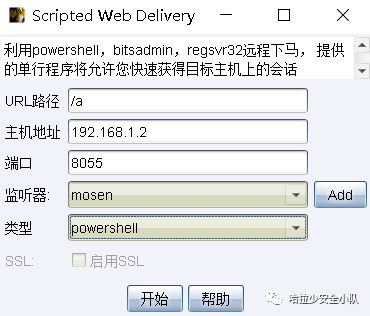 Scripted Web Delivery
利用powershell，bitsadmin，regsvr32远程下马， 提供
的单行程序将允许您快速获得目标主机上的会话
URL路径 /a
主机地址 192.168.1.2
端口 8055
监听器: mosen Add
类型 powershell
SSL: 启用SSL
开始 帮助
哈拉少安全小队